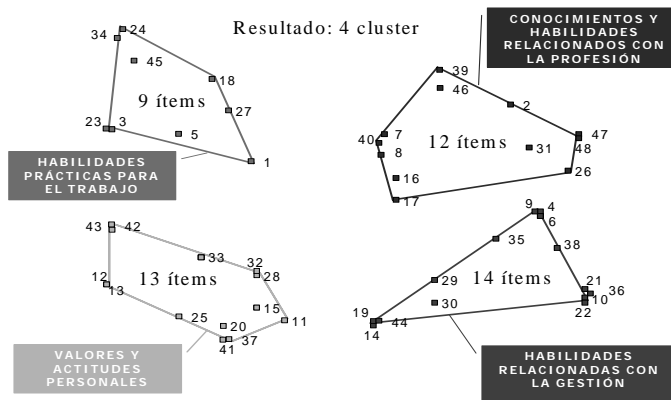 Resultado: 4 cluster
24
34
45
18
9 ítems
27
23 3
5
1
HABILIDADES
PRÁCTICAS PARA
EL TRABAJO
CONOCIMIENTOS Y
HABILIDADES
RELACIONADOS CON
LA PROFESIÓN
39
46
2
47
40 7
12 ítems
48
8
31
26
16
17
43 42
33
32
28
12
13
13 ítems
15
25
20
11
41 37
VALORES Y
ACTITUDES
PERSONALES
9 4
6
35
38
29
14 ítems
21
36
10
30
22
19
44
14
HABILIDADES
RELACIONADAS CON
LA GESTIÓN